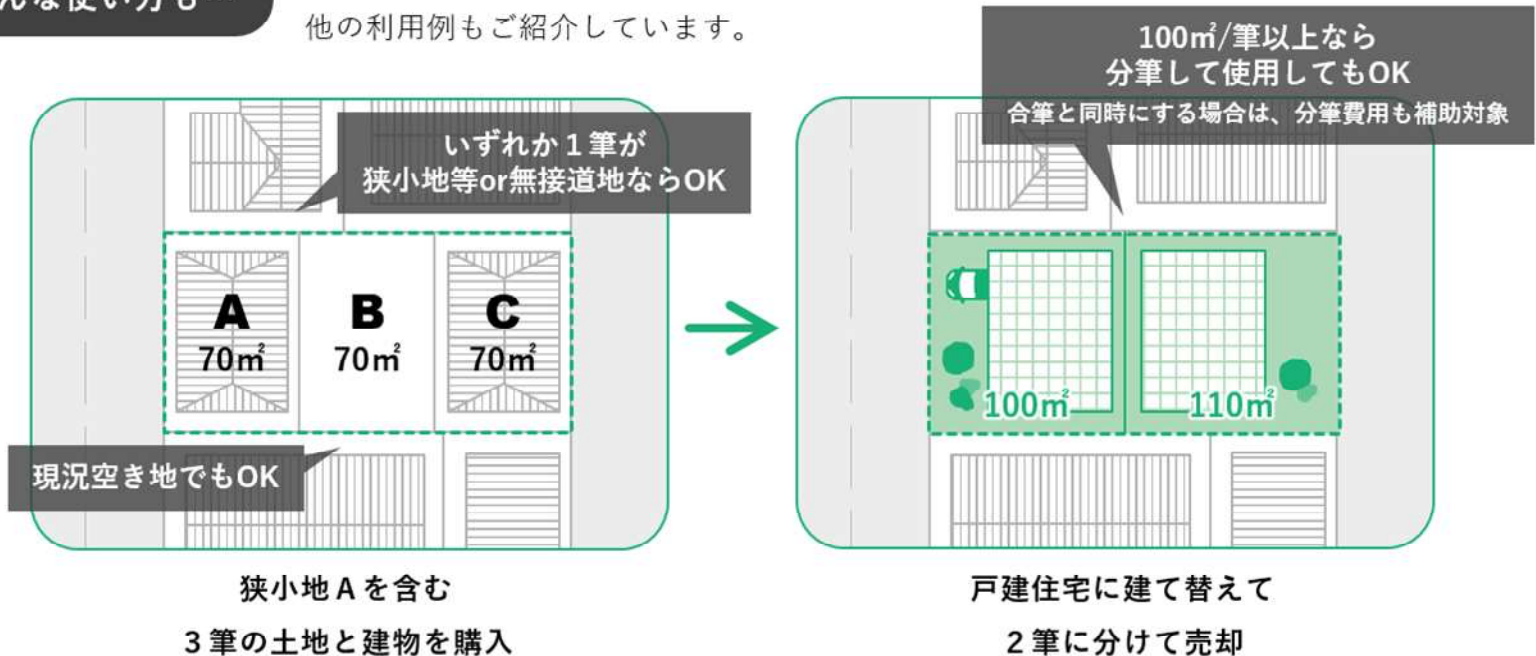 んな使い方も…
他の利用例もご紹介しています。
100㎡/筆以上なら
分筆して使用してもOK
合筆と同時にする場合は、分筆費用も補助対象
いずれか１筆が
狭小地等or無接道地ならOK
A
70㎡
B
70㎡
C
70㎡
現況空き地でもOK
100㎡
110㎡
狭小地Ａを含む
３筆の土地と建物を購入
戸建住宅に建て替えて
２筆に分けて売却